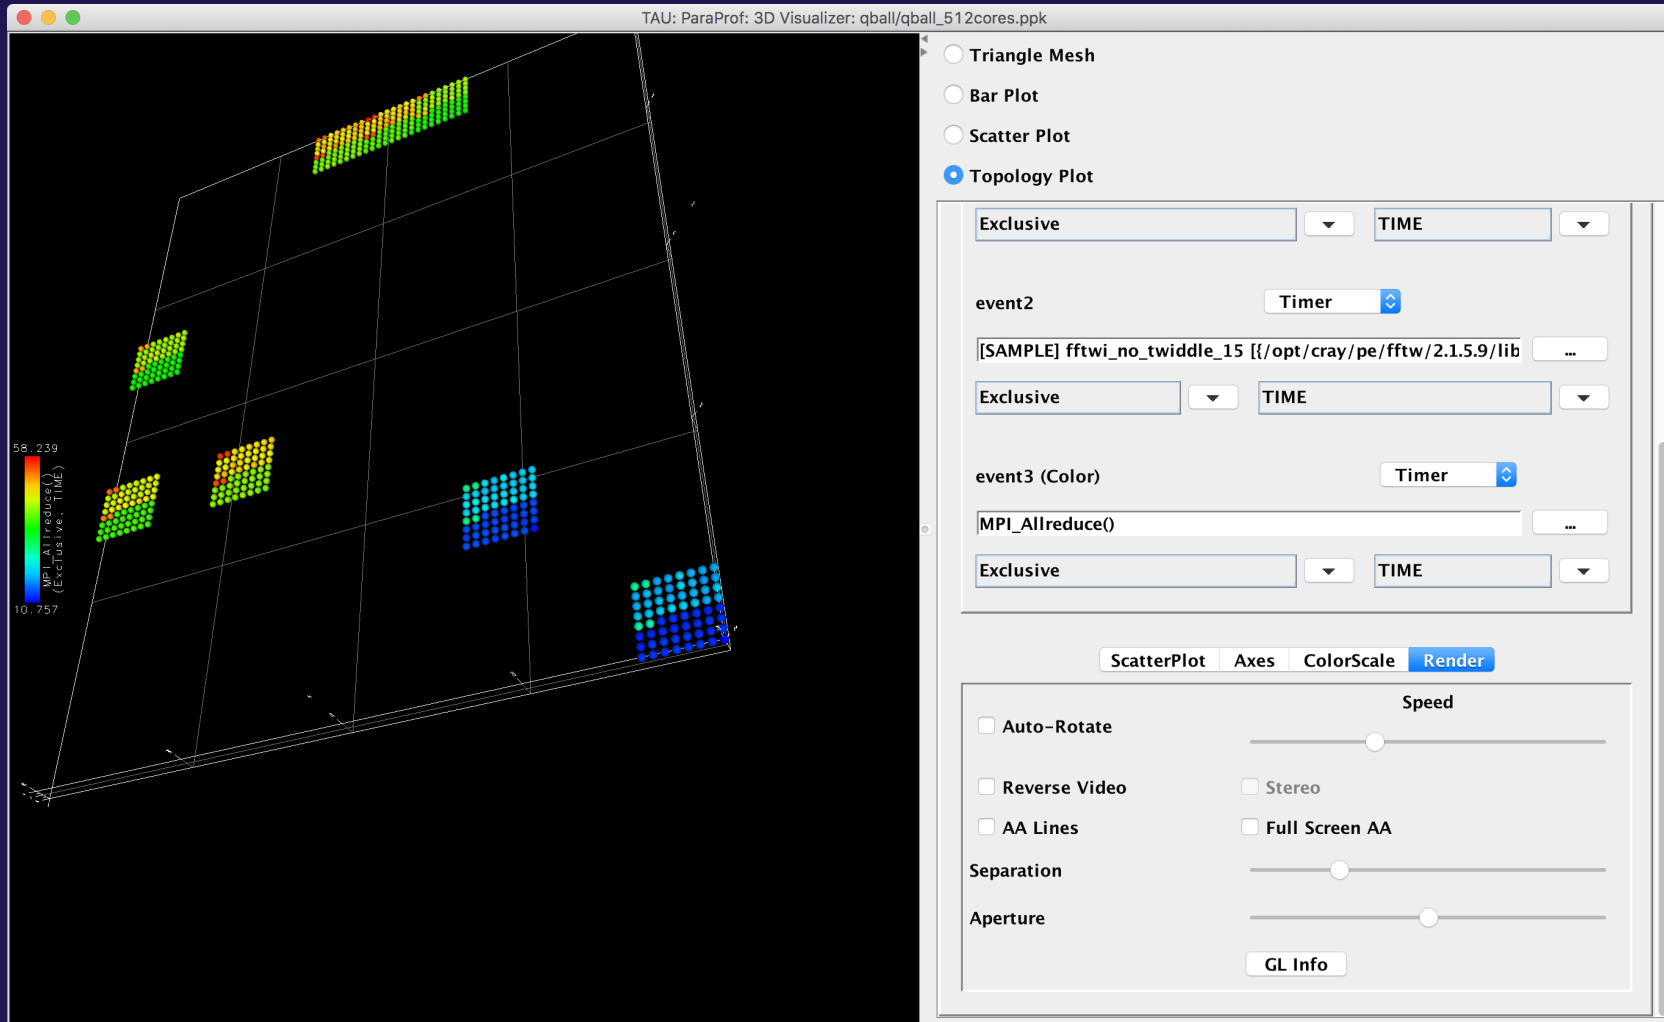 TAU: ParaProf: 3D Visualizer: qball/qball_512cores.ppk
Triangle Mesh
Bar Plot
Scatter Plot
Topology Plot
Exclusive
TIME
event2
Timer
[SAMPLE] fftwi_no_twiddle_15 [{/opt/cray/pe/fftw/2.1.5.9/lib
...
Exclusive
TIME
event3 (Color)
Timer
MPI_Allreduce()
...
Exclusive
TIME
ScatterPlot
Axes
ColorScale
Render
Speed
Auto-Rotate
Reverse Video
Stereo
AA Lines
Full Screen AA
Separation
Aperture
GL Info
58.239
MPI_Allreduce()
(Exclusive, TIME)
10.757